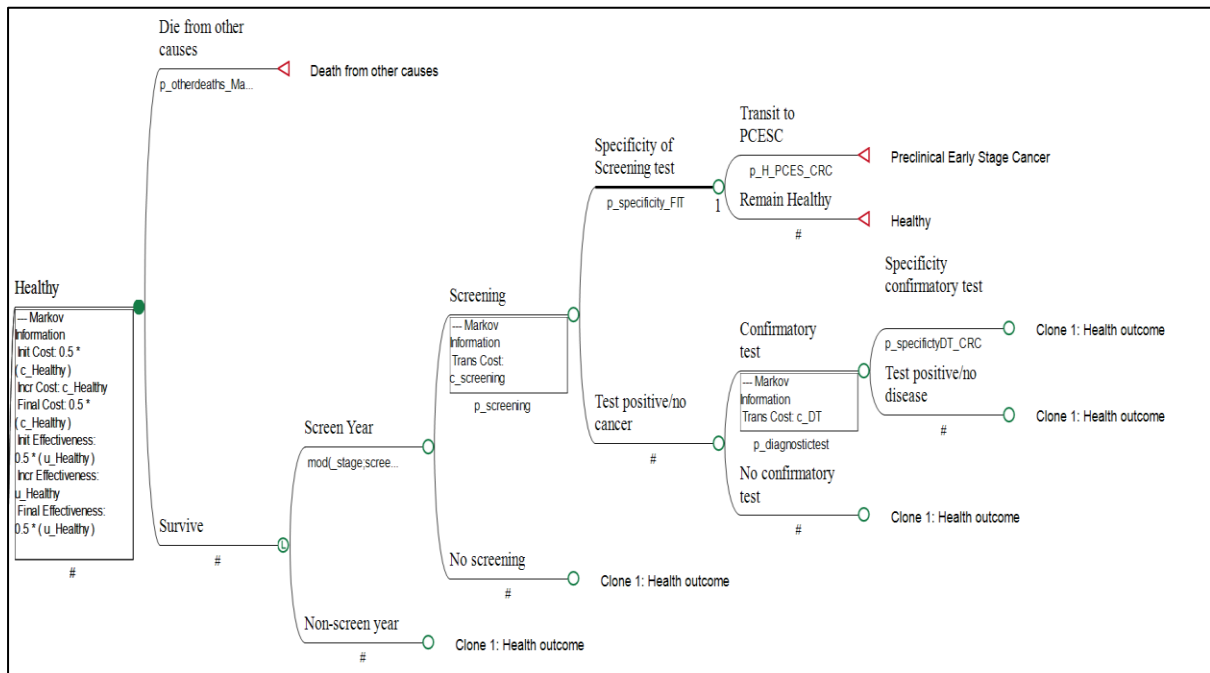 Die from other
causes
p_otherdeaths_Ma...
Death from other causes
Transit to
PCESC
p_H_PCES_CRC
Preclinical Early Stage Cancer
Specificity of
Screening test
p_specificity_FIT
1
Remain Healthy
#
Healthy
Specificity
confirmatory test
p_specifictyDT_CRC
Clone 1: Health outcome
Healthy
--- Markov
Information
Init Cost: 0.5 *
( c_Healthy )
Incr Cost: c_Healthy
Final Cost: 0.5 *
( c_Healthy )
Init Effectiveness:
0.5 * ( u_Healthy )
Incr Effectiveness:
u_Healthy
Final Effectiveness:
0.5 * ( u_Healthy )
#
Screening
--- Markov
Information
Trans Cost:
c_screening
p_screening
Confirmatory
test
--- Markov
Information
Trans Cost: c_DT
p_diagnostictest
Test positive/no
disease
#
Clone 1: Health outcome
Test positive/no
cancer
#
Screen Year
mod(_stage;scree...
No confirmatory
test
#
Clone 1: Health outcome
Survive
#
L
No screening
#
Clone 1: Health outcome
Non-screen year
#
Clone 1: Health outcome